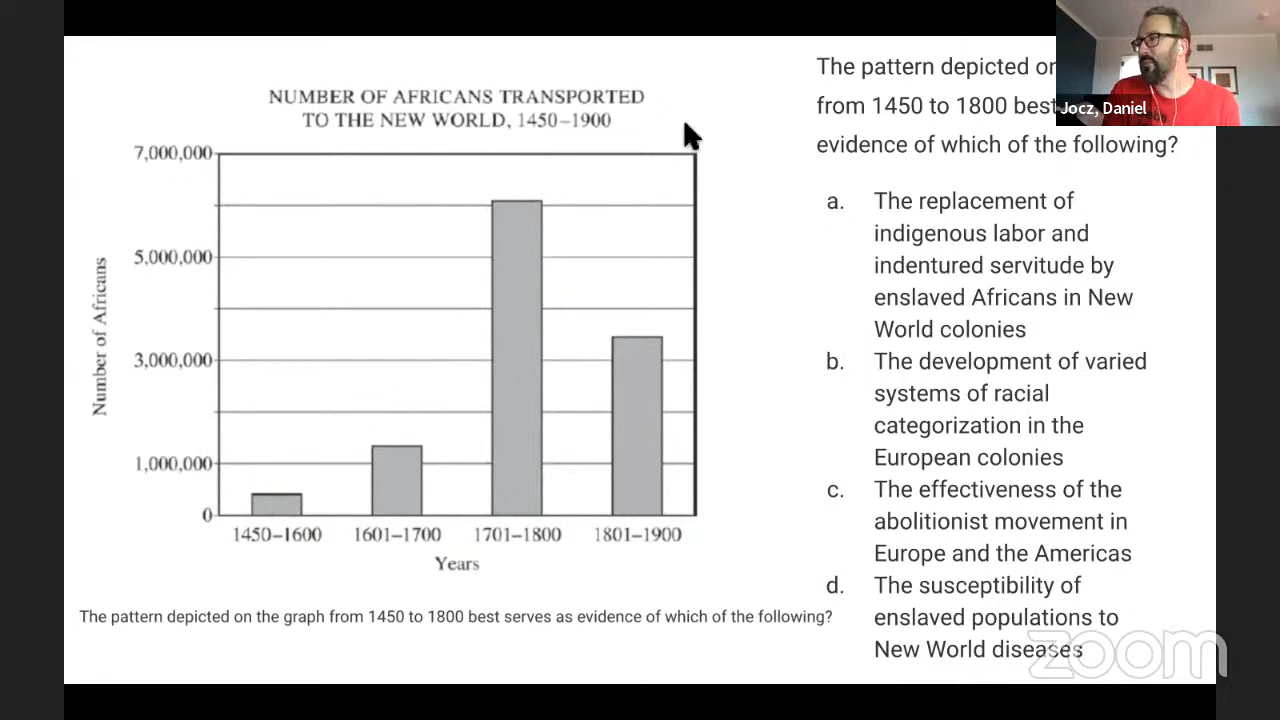 NUMBER OF AFRICANS TRANSPORTED
TO THE NEW WORLD, 1450–1900
7,000,000
5,000,000
3,000,000
1,000,000
0
Number of Africans
1450–1600 1601–1700 1701–1800 1801–1900
Years
The pattern depicted on the graph from 1450 to 1800 best serves as evidence of which of the following?
The pattern depicted on
from 1450 to 1800 best
evidence of which of the following?
a. The replacement of
indigenous labor and
indentured servitude by
enslaved Africans in New
World colonies
b. The development of varied
systems of racial
categorization in the
European colonies
c. The effectiveness of the
abolitionist movement in
Europe and the Americas
d. The susceptibility of
enslaved populations to
New World diseases
Jocz, Daniel
zoom